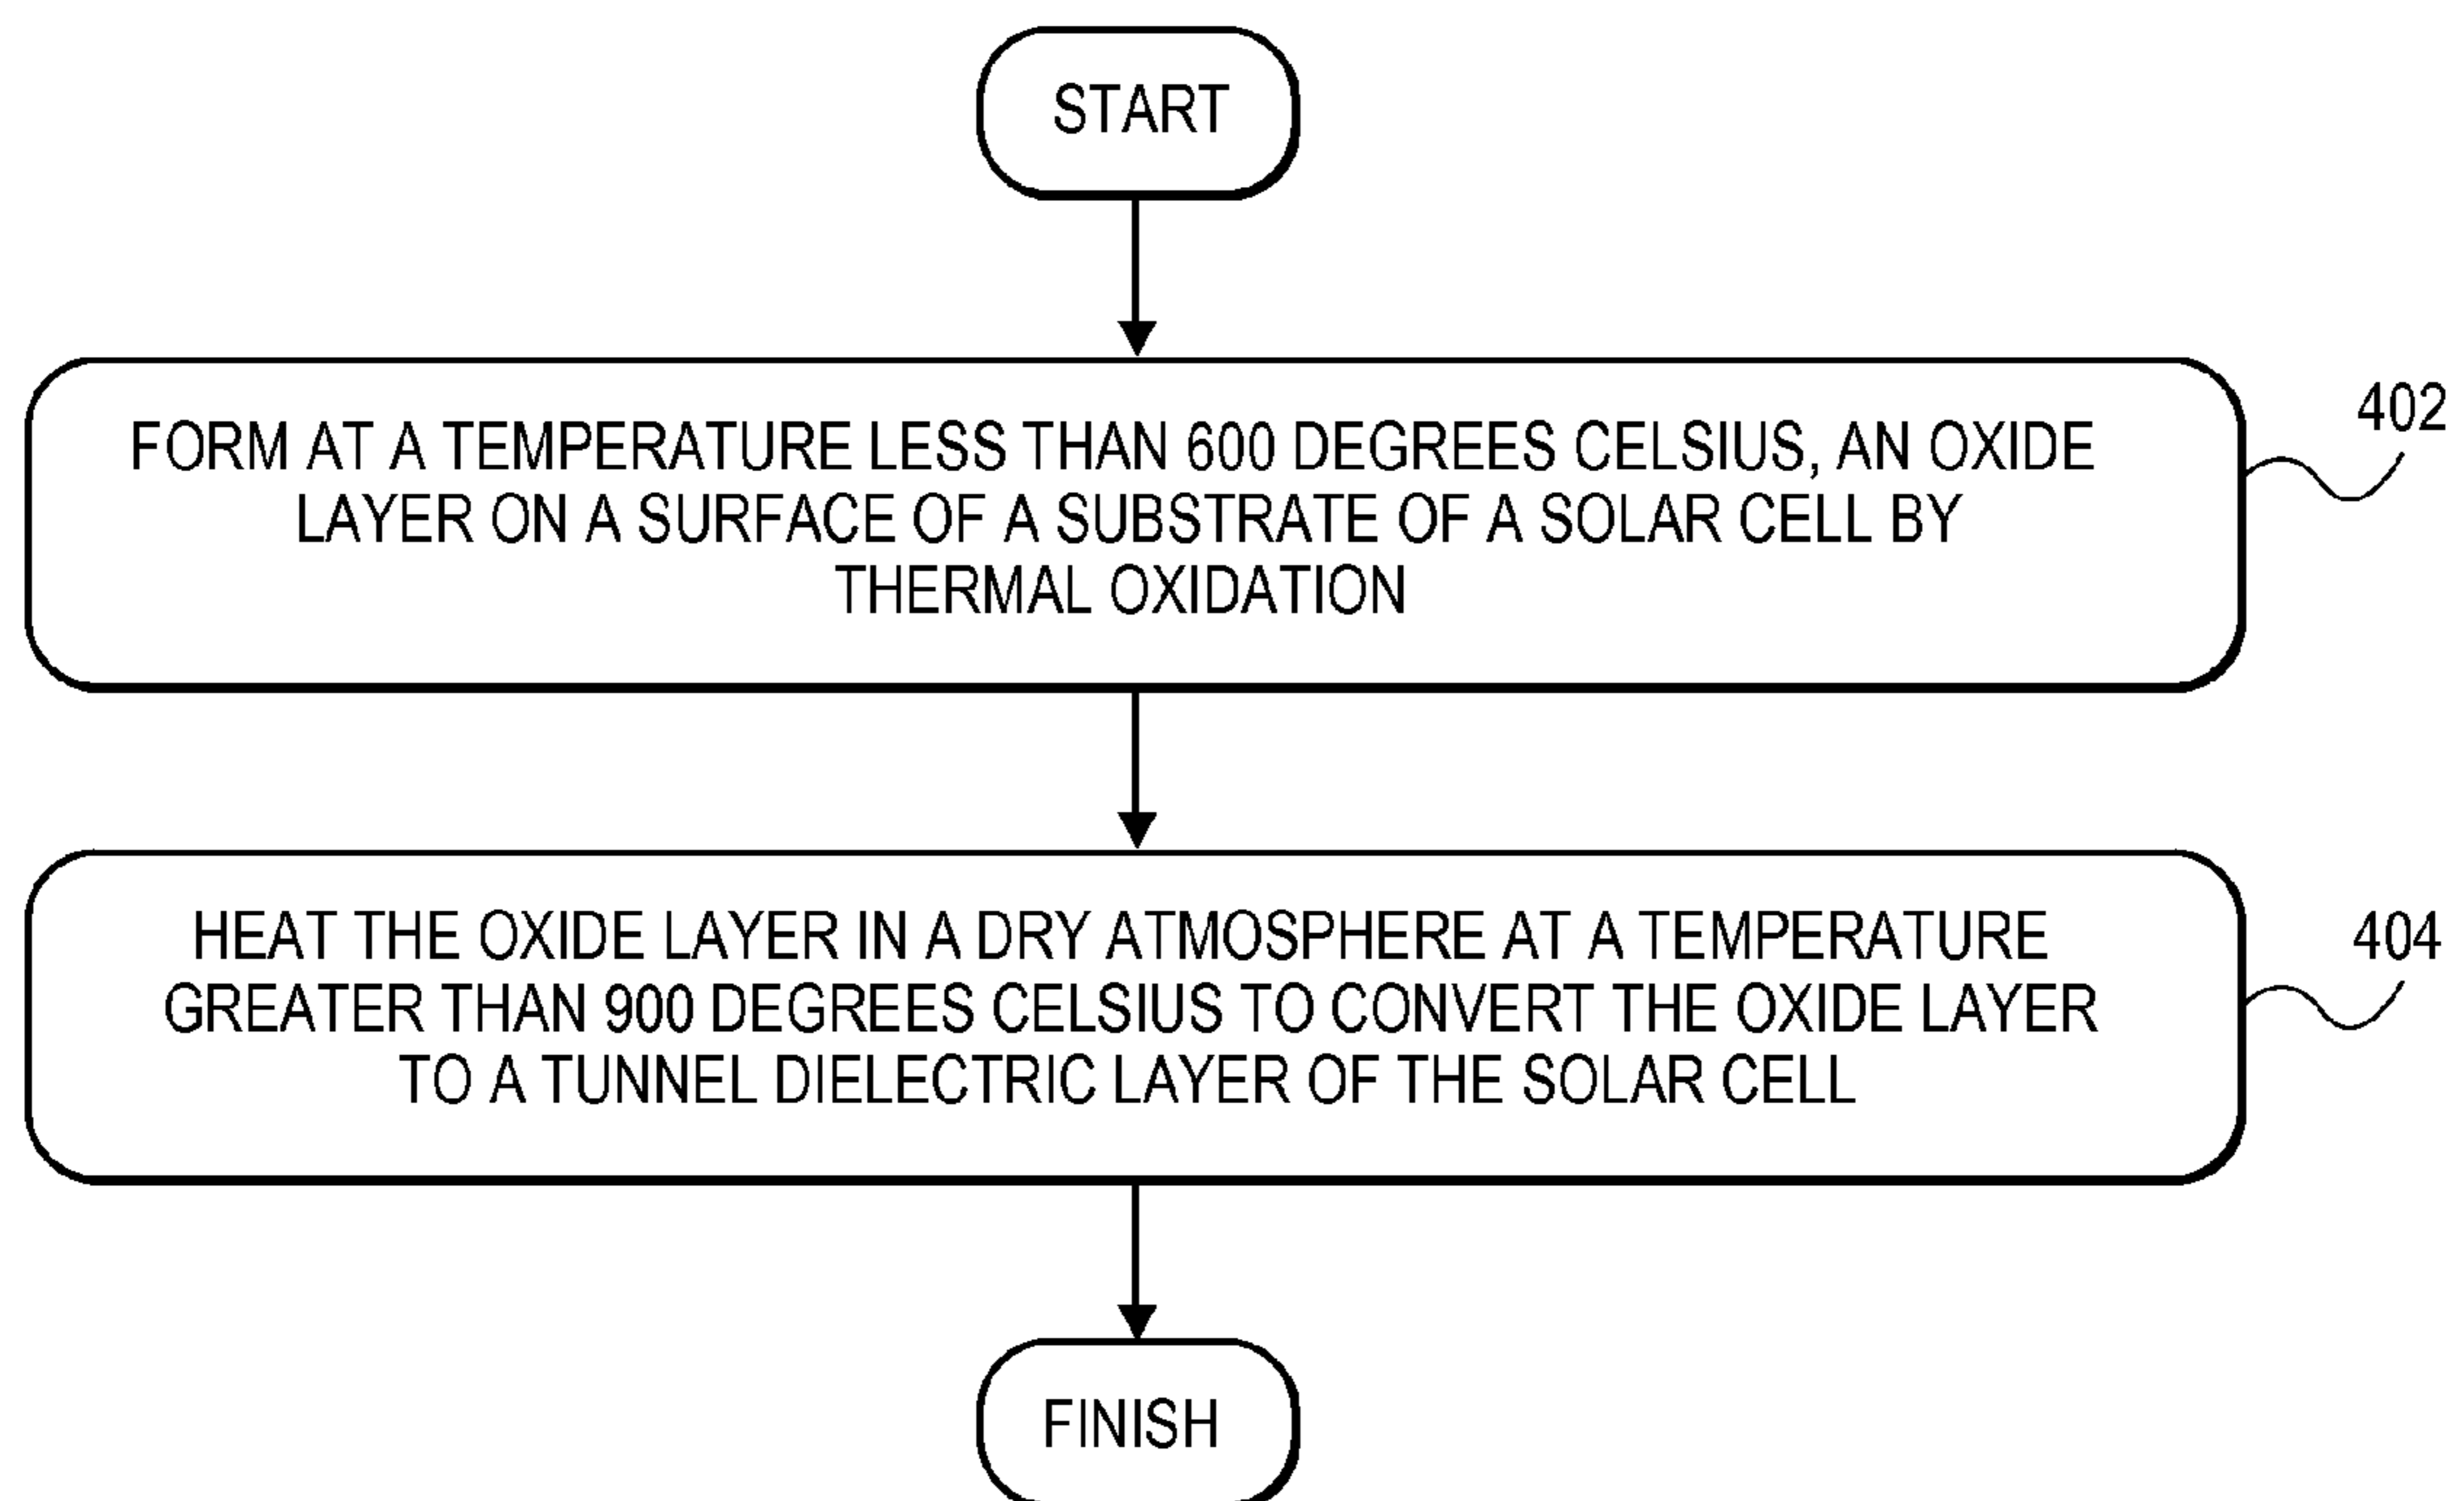 START
FORM AT A TEMPERATURE LESS THAN 600 DEGREES CELSIUS, AN OXIDE
LAYER ON A SURFACE OF A SUBSTRATE OF A SOLAR CELL BY
THERMAL OXIDATION
402
HEAT THE OXIDE LAYER IN A DRY ATMOSPHERE AT A TEMPERATURE
GREATER THAN 900 DEGREES CELSIUS TO CONVERT THE OXIDE LAYER
TO A TUNNEL DIELECTRIC LAYER OF THE SOLAR CELL
404
FINISH